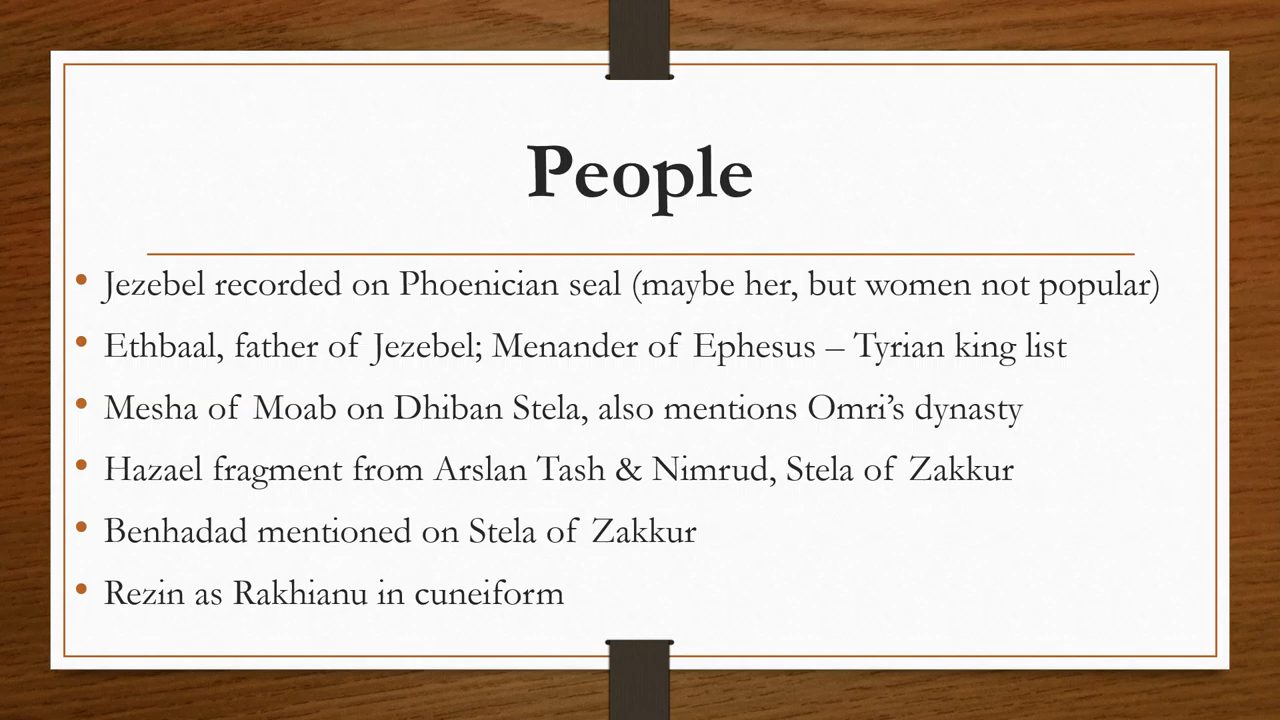 People
• Jezebel recorded on Phoenician seal (maybe her, but women not popular)
• Ethbaal, father of Jezebel; Menander of Ephesus – Tyrian king list
• Mesha of Moab on Dhiban Stela, also mentions Omri’s dynasty
• Hazael fragment from Arslan Tash & Nimrud, Stela of Zakkur
• Benhadad mentioned on Stela of Zakkur
• Rezin as Rakhianu in cuneiform